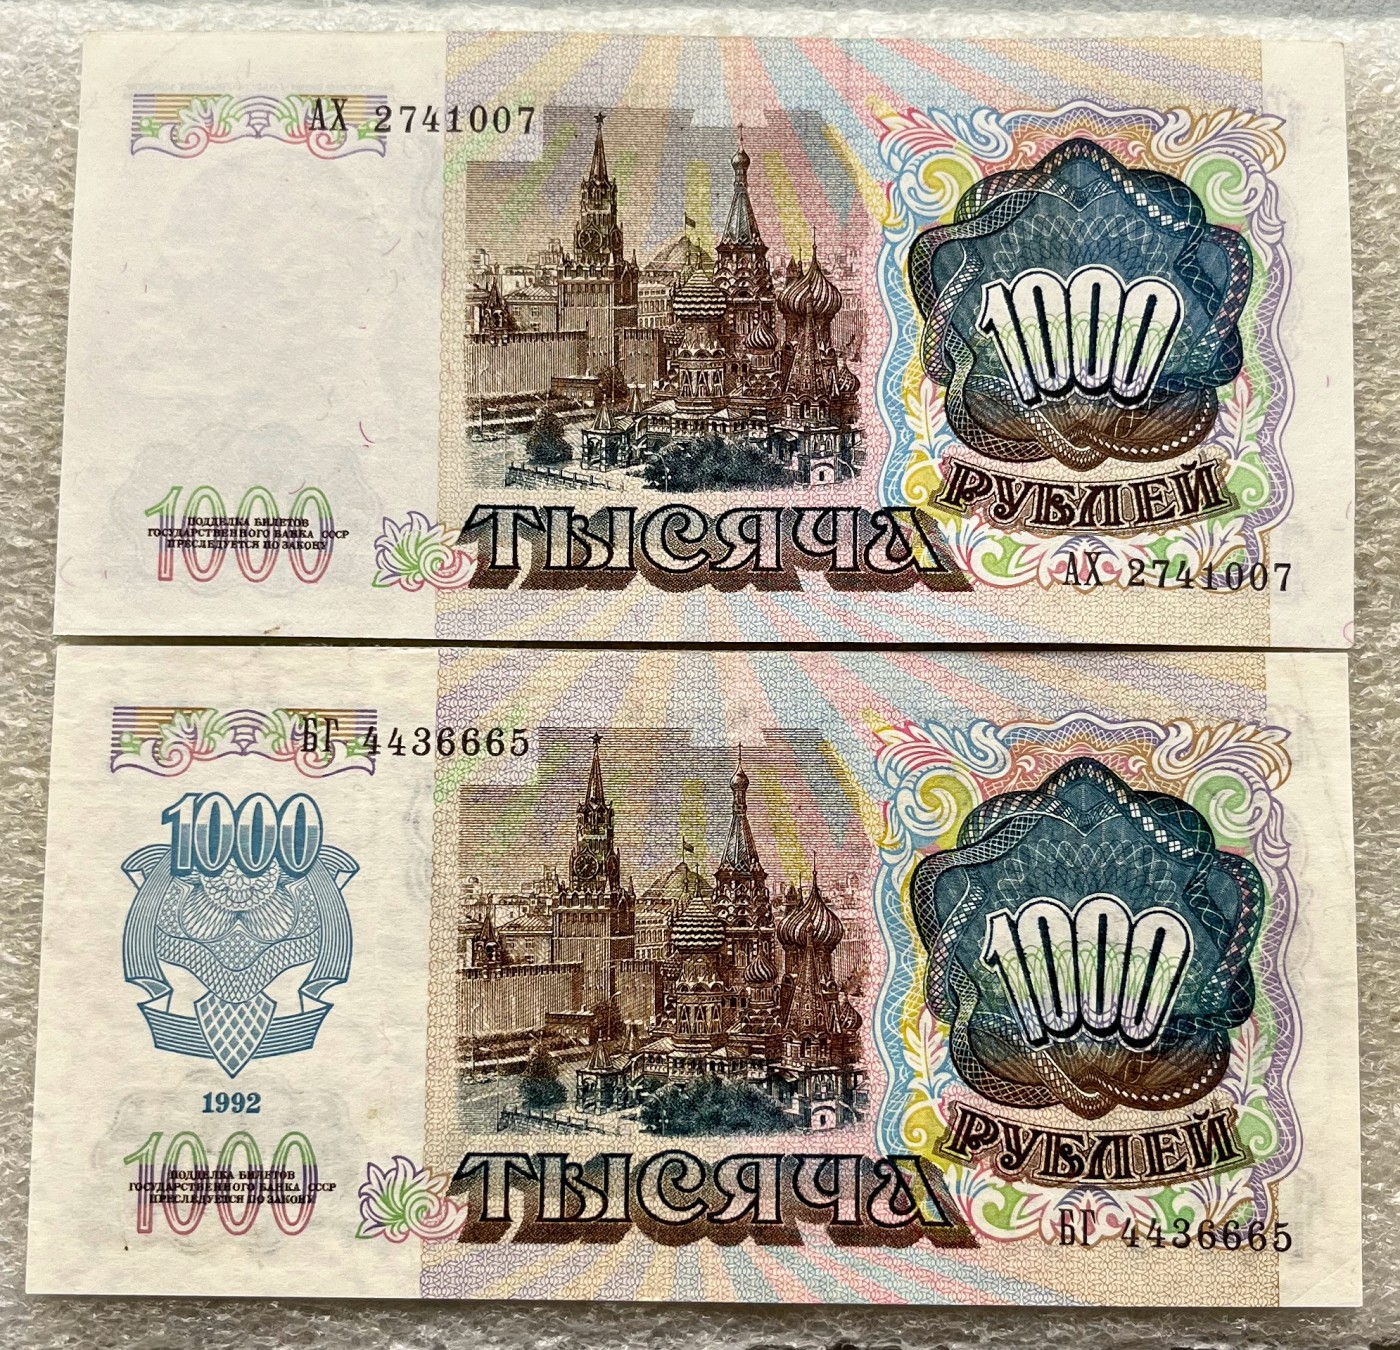 АХ 2741007
1000
1000
ПОДДЕЛКА БИЛЕТОВ
ГОСУДАРСТВЕННОГО БАНКА СССР
ПРЕСЛЕДУЕТСЯ ПО ЗАКОНУ
ТЫСЯЧА
РУБЛЕЙ
АХ 2741007
БГ 4436665
1000
1000
1992
1000
ПОДДЕЛКА БИЛЕТОВ
ГОСУДАРСТВЕННОГО БАНКА СССР
ПРЕСЛЕДУЕТСЯ ПО ЗАКОНУ
ТЫСЯЧА
РУБЛЕЙ
БГ 4436665